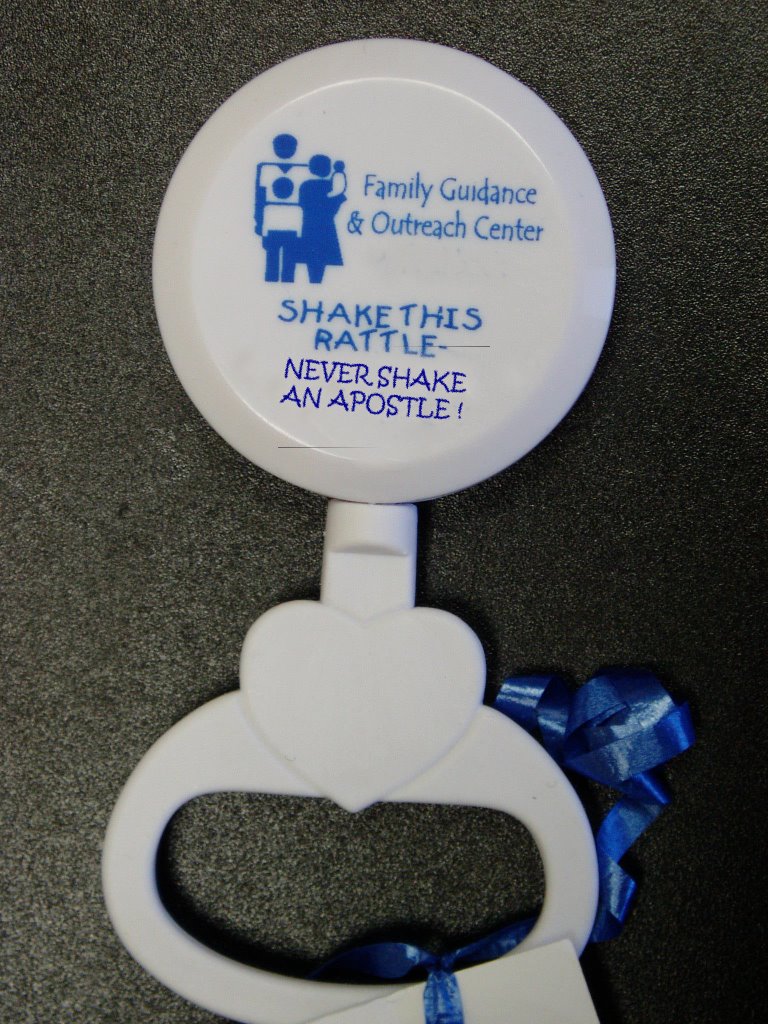 Family Guidance
& Outreach Center
SHAKE THIS
RATTLE-
NEVER SHAKE
AN APOSTLE !